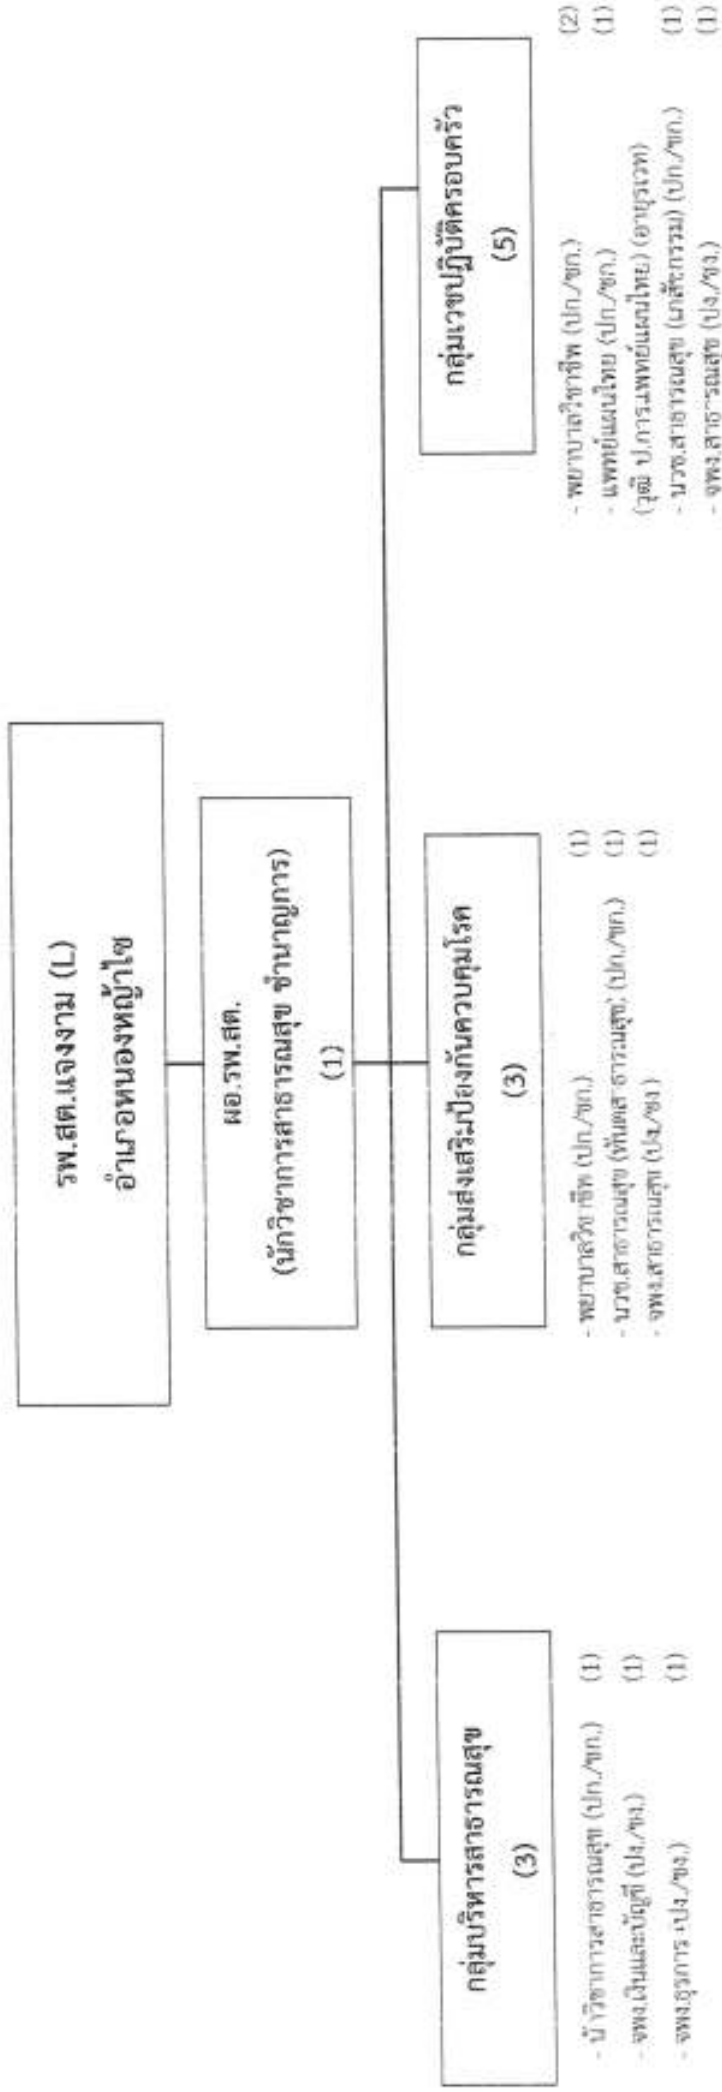 รพ.สต.แจงงาม (L)
อำเภอหนองหญ้าไซ
ผอ.รพ.สต.
(นักวิชาการสาธารณสุข ชำนาญการ)
(1)
กลุ่มบริหารสาธารณสุข
(3)
- นักวิชาการสาธารณสุข (ปก./ชก.) (1)
- จพง.เงินและบัญชี (ปง./ชง.) (1)
- จพง.ธุรการ (ปง./ชง.) (1)
กลุ่มส่งเสริมป้องกันควบคุมโรค
(3)
- พยาบาลวิชาชีพ (ปก./ชก.) (1)
- นวช.สาธารณสุข (ทันตสาธารณสุข) (ปก./ชก.) (1)
- จพง.สาธารณสุข (ปง./ชง.) (1)
กลุ่มเวชปฏิบัติครอบครัว
(5)
- พยาบาลวิชาชีพ (ปก./ชก.) (2)
- แพทย์แผนไทย (ปก./ชก.) (1)
(วุฒิ ป.การแพทย์แผนไทย) (อายุรเวท)
- นวช.สาธารณสุข (เภสัชกรรม) (ปก./ชก.) (1)
- จพง.สาธารณสุข (ปง./ชง.) (1)